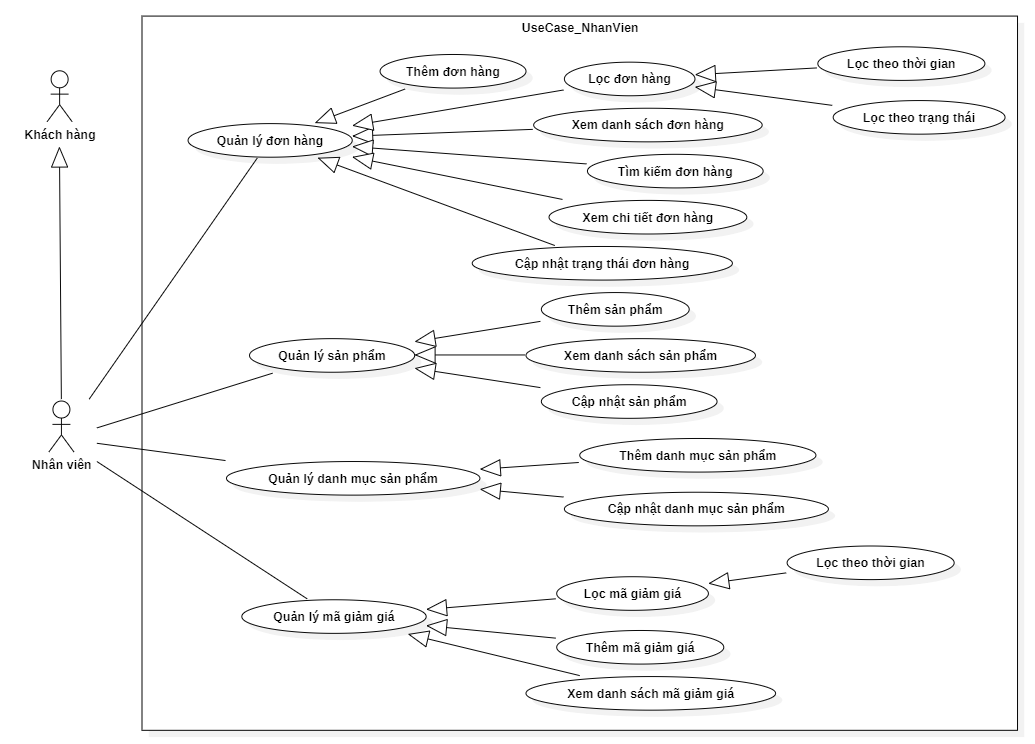 UseCase_NhanVien
Khách hàng
Nhân viên
Quản lý đơn hàng
Thêm đơn hàng
Lọc đơn hàng
Lọc theo thời gian
Lọc theo trạng thái
Xem danh sách đơn hàng
Tìm kiếm đơn hàng
Xem chi tiết đơn hàng
Cập nhật trạng thái đơn hàng
Quản lý sản phẩm
Thêm sản phẩm
Xem danh sách sản phẩm
Cập nhật sản phẩm
Quản lý danh mục sản phẩm
Thêm danh mục sản phẩm
Cập nhật danh mục sản phẩm
Quản lý mã giảm giá
Lọc mã giảm giá
Lọc theo thời gian
Thêm mã giảm giá
Xem danh sách mã giảm giá